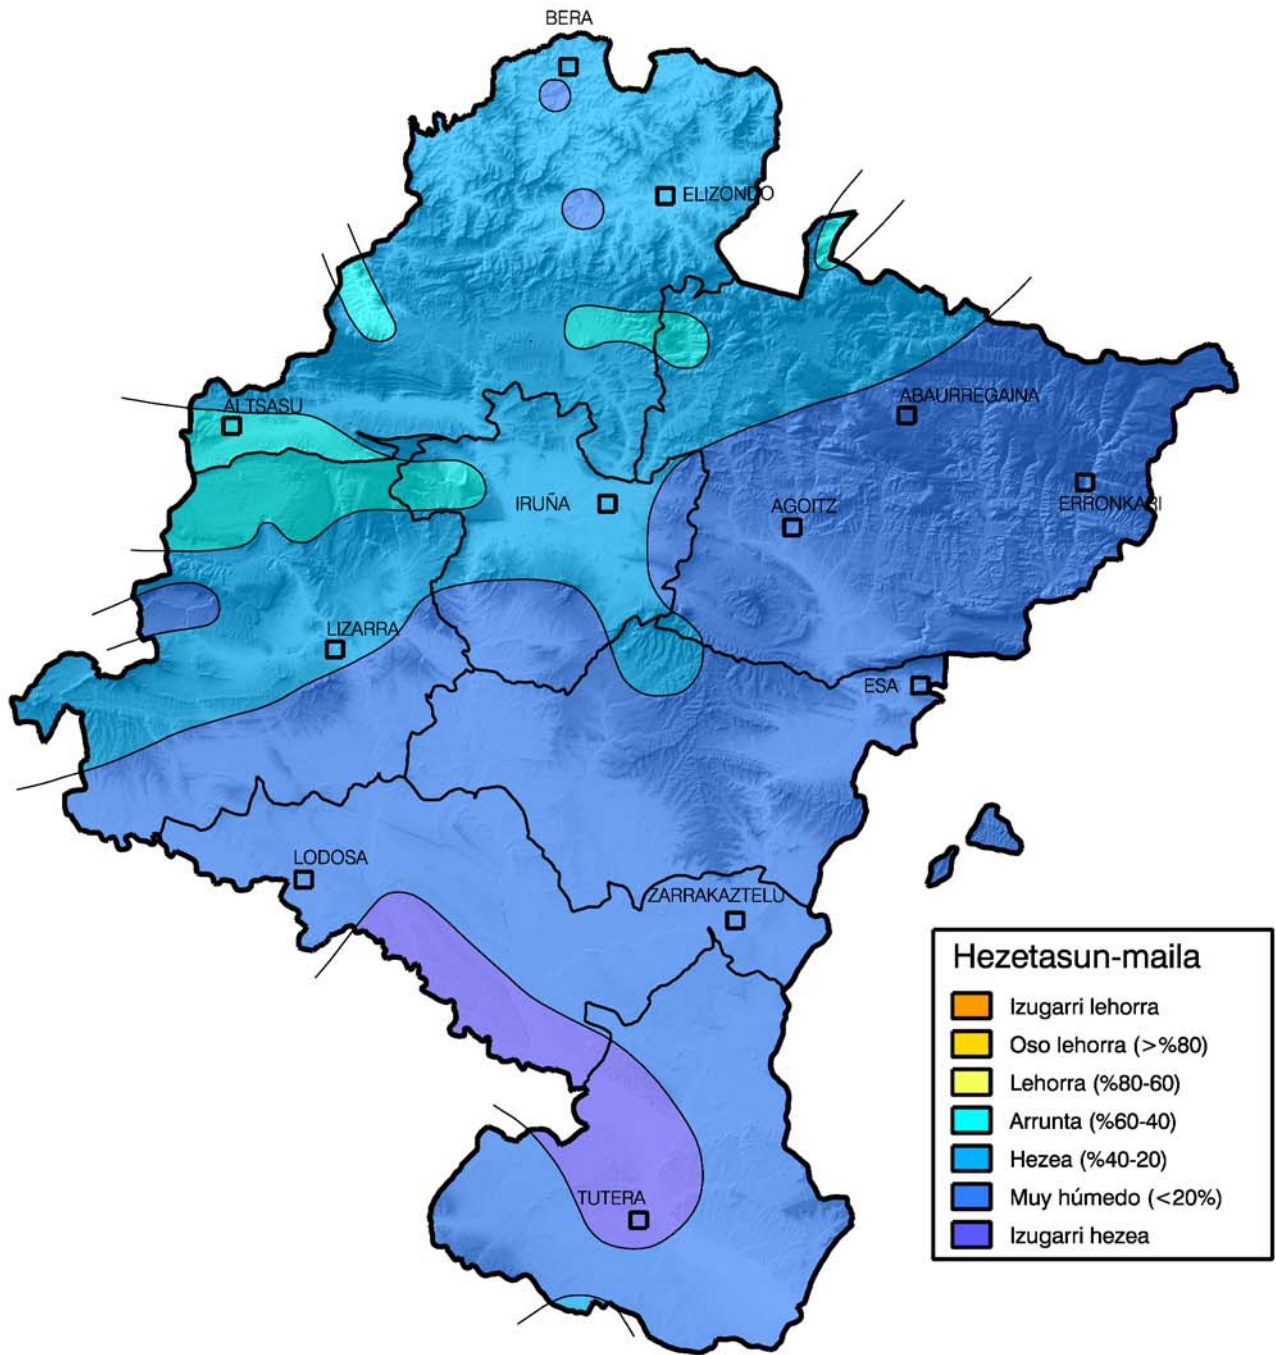 BERA
ELIZONDO
ALTSASU
ABAURREGAINA
IRUÑA
AGOITZ
ERRONKARI
LIZARRA
ESA
LODOSA
ZARRAKAZTELU
TUTERA
Hezetasun-maila
Izugarri lehorra
Oso lehorra (>%80)
Lehorra (%80-60)
Arrunta (%60-40)
Hezea (%40-20)
Muy húmedo (<20%)
Izugarri hezea